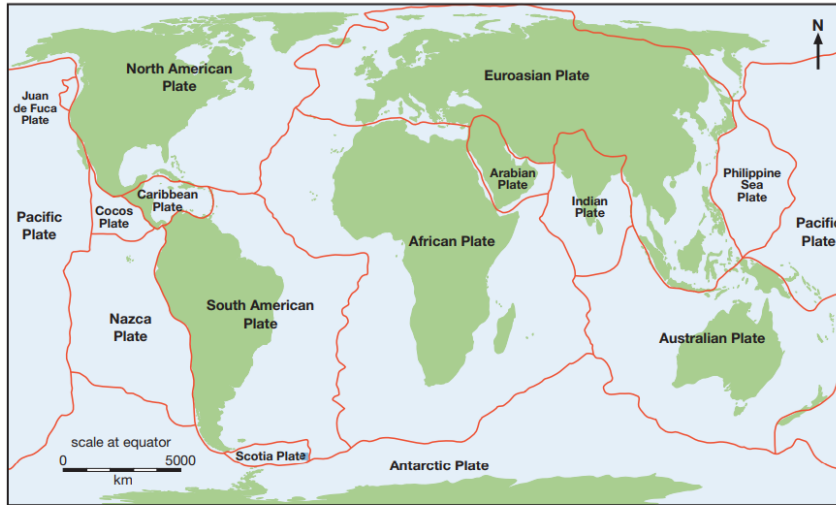 N
North American
Plate
Euroasian Plate
Juan
de Fuca
Plate
Arabian
Plate
Philippine
Sea
Plate
Caribbean
Plate
Indian
Plate
Cocos
Plate
Pacific
Plate
Pacific
Plate
African Plate
South American
Plate
Nazca
Plate
Australian Plate
scale at equator
0 5000
km
Scotia Plate
Antarctic Plate